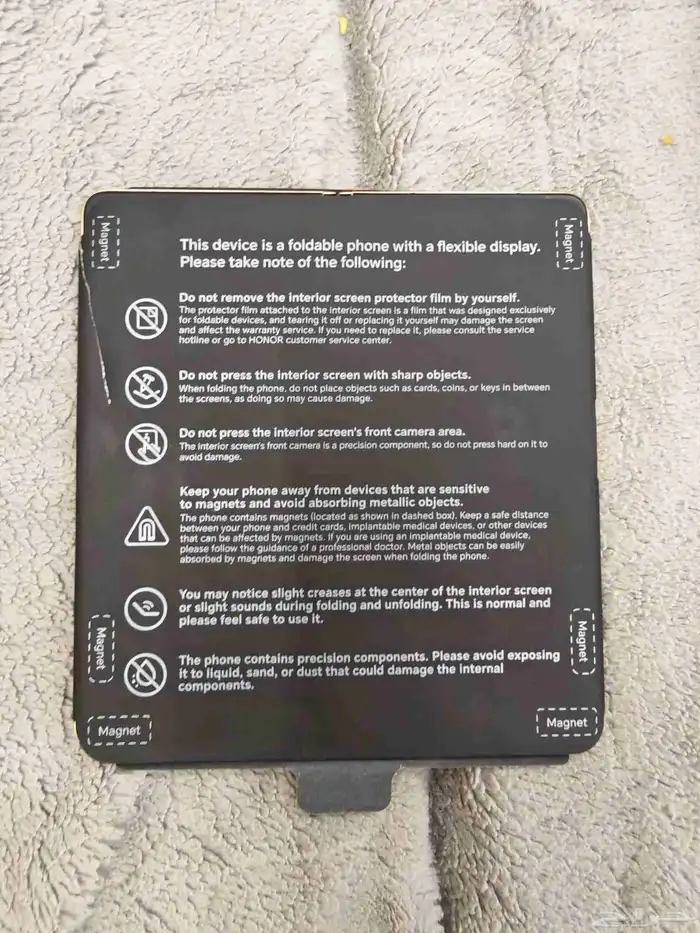 Magnet
Magnet
This device is a foldable phone with a flexible display.
Please take note of the following:
Do not remove the interior screen protector film by yourself.
The protector film attached to the interior screen is a film that was designed exclusively
for foldable devices, and tearing it off or replacing it yourself may damage the screen
and affect the warranty service. If you need to replace it, please consult the service
hotline or go to HONOR customer service center.
Do not press the interior screen with sharp objects.
When folding the phone, do not place objects such as cards, coins, or keys in between
the screens, as doing so may cause damage.
Do not press the interior screen's front camera area.
The interior screen's front camera is a precision component, so do not press hard on it to
avoid damage.
Keep your phone away from devices that are sensitive
to magnets and avoid absorbing metallic objects.
The phone contains magnets (located as shown in dashed box). Keep a safe distance
between your phone and credit cards, implantable medical devices, or other devices
that can be affected by magnets. If you are using an implantable medical device,
please follow the guidance of a professional doctor. Metal objects can be easily
absorbed by magnets and damage the screen when folding the phone.
You may notice slight creases at the center of the interior screen
or slight sounds during folding and unfolding. This is normal and
please feel safe to use it.
The phone contains precision components. Please avoid exposing
it to liquid, sand, or dust that could damage the internal
components.
Magnet
Magnet
Magnet
Magnet